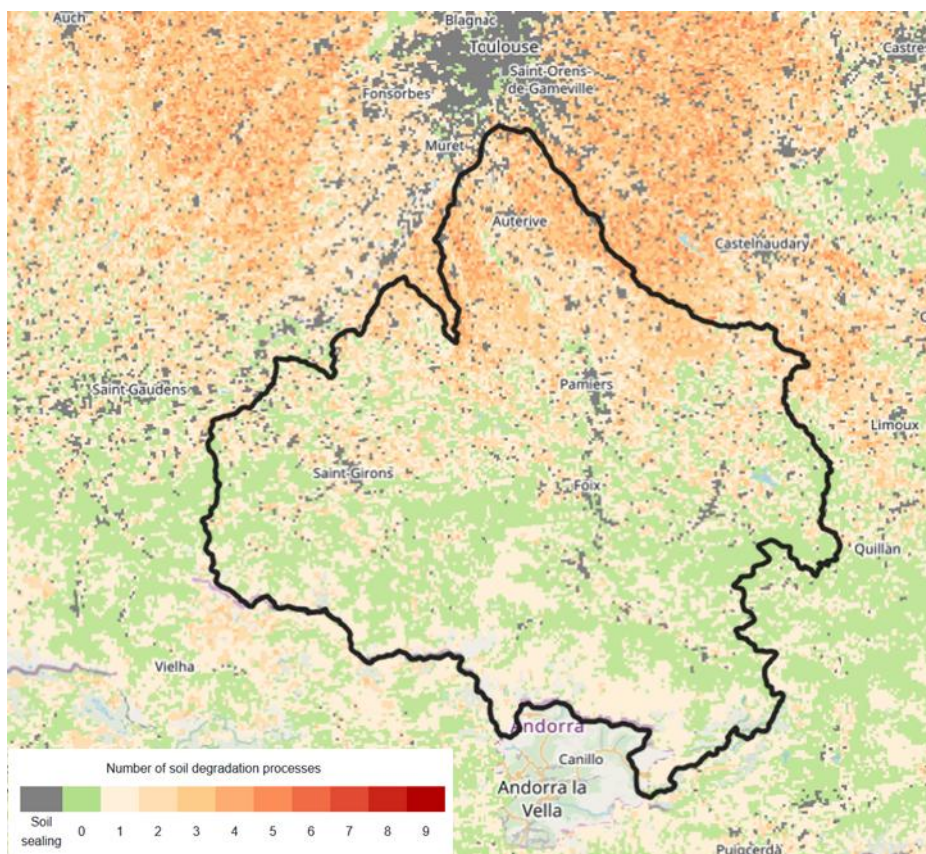 Auch
Blagnac
Toulouse
Castres
Saint-Orens-
de-Gameville
Fonsorbes
Muret
Auterive
Castelnaudary
Saint-Gaudens
Pamiers
Limoux
Saint-Girons
Foix
Quillan
Vielha
Andorra
Canillo
Andorra la
Vella
Number of soil degradation processes
Soil
sealing
0 1 2 3 4 5 6 7 8 9
Puigcerdà